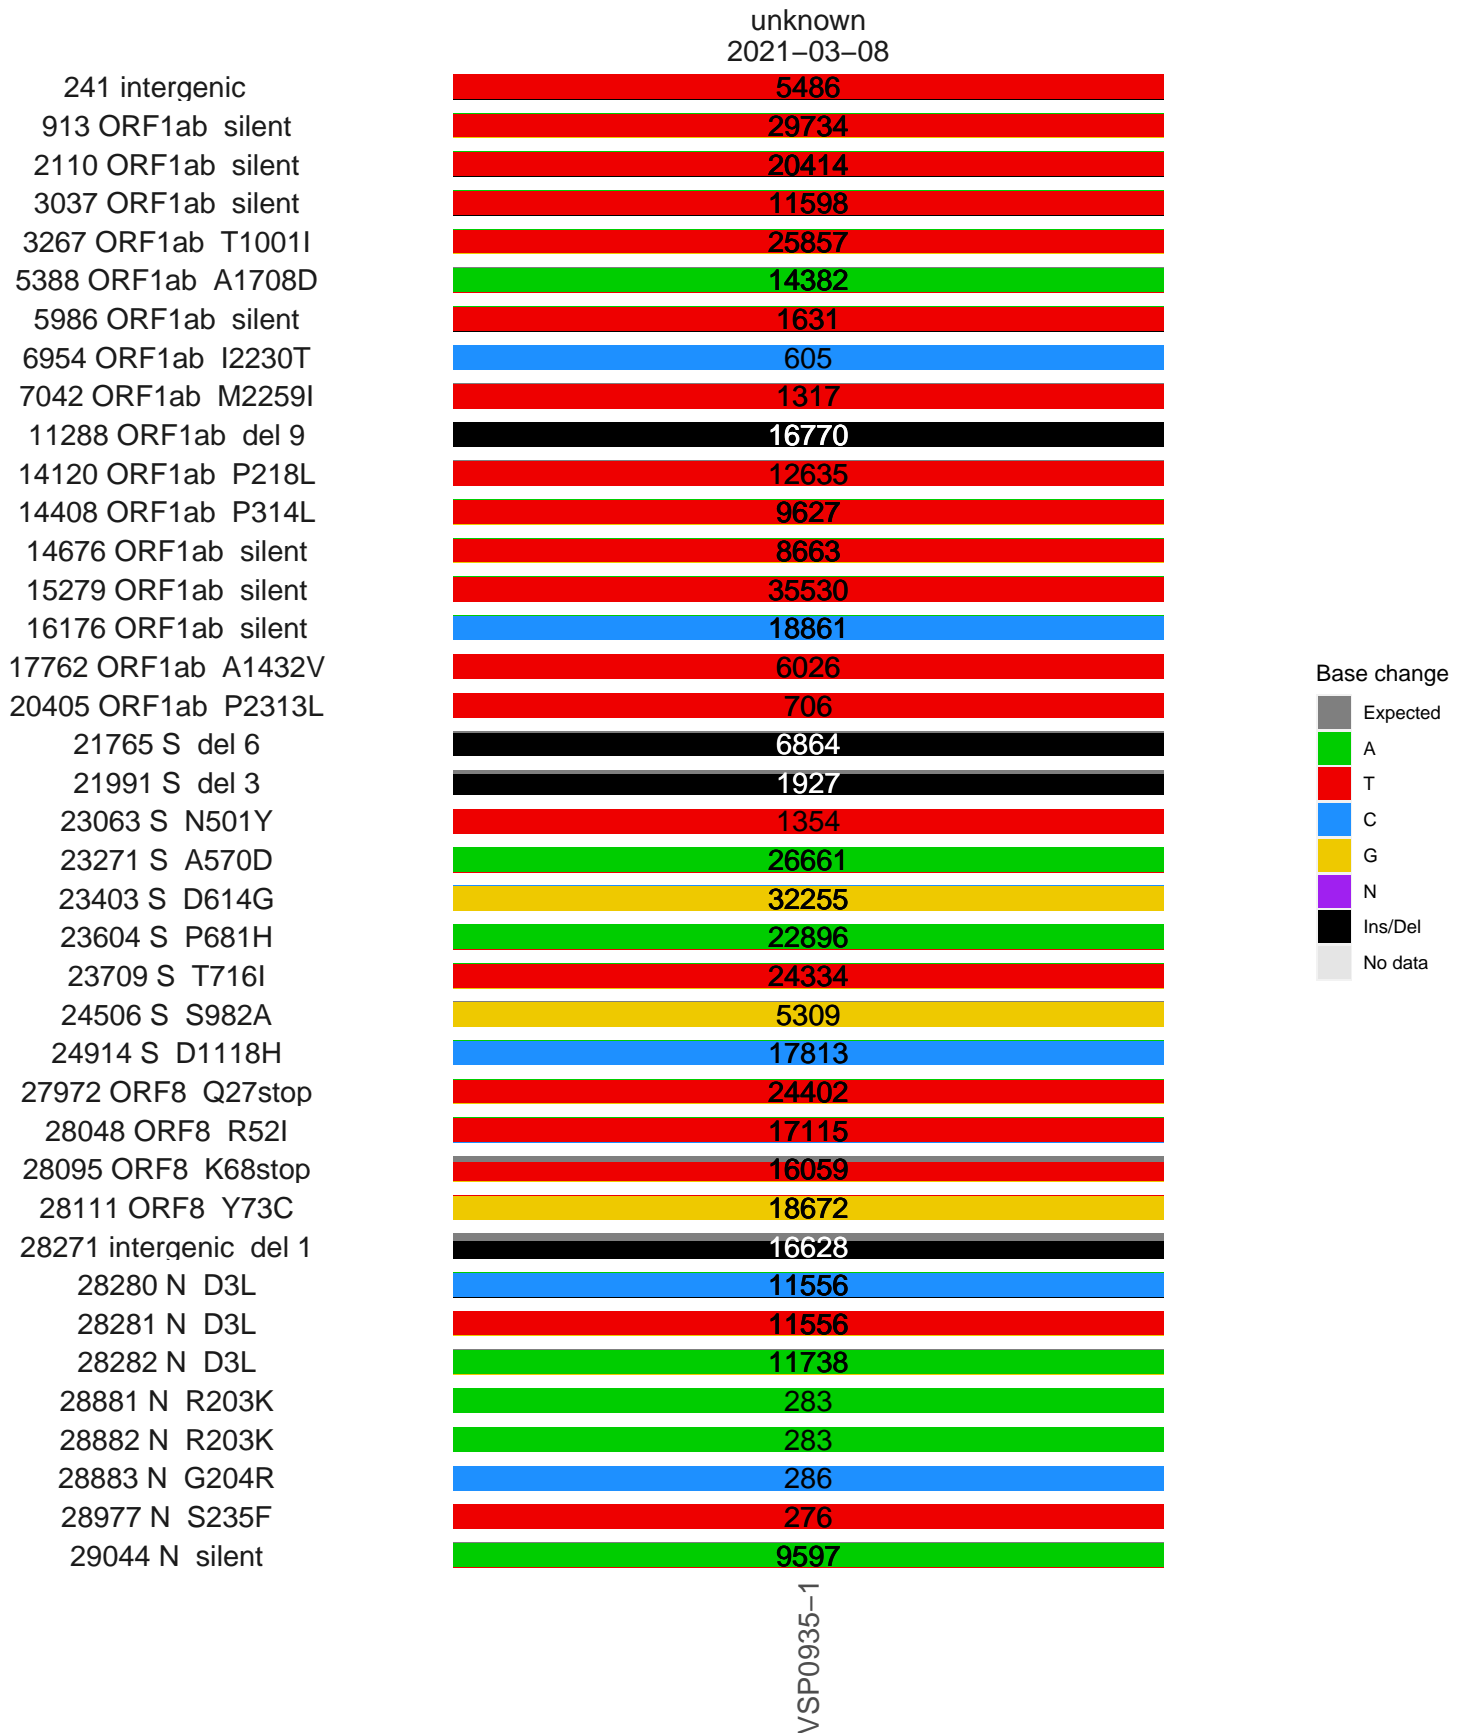 unknown
2021−03−08
241 intergenic 5486
913 ORF1ab silent 29734
2110 ORF1ab silent 20414
3037 ORF1ab silent 11598
3267 ORF1ab T1001I 25857
5388 ORF1ab A1708D 14382
5986 ORF1ab silent 1631
6954 ORF1ab I2230T 605
7042 ORF1ab M2259I 1317
11288 ORF1ab del 9 16770
14120 ORF1ab P218L 12635
14408 ORF1ab P314L 9627
14676 ORF1ab silent 8663
15279 ORF1ab silent 35530
16176 ORF1ab silent 18861
17762 ORF1ab A1432V 6026
20405 ORF1ab P2313L 706
21765 S del 6 6864
21991 S del 3 1927
23063 S N501Y 1354
23271 S A570D 26661
23403 S D614G 32255
23604 S P681H 22896
23709 S T716I 24334
24506 S S982A 5309
24914 S D1118H 17813
27972 ORF8 Q27stop 24402
28048 ORF8 R52I 17115
28095 ORF8 K68stop 16059
28111 ORF8 Y73C 18672
28271 intergenic del 1 16628
28280 N D3L 11556
28281 N D3L 11556
28282 N D3L 11738
28881 N R203K 283
28882 N R203K 283
28883 N G204R 286
28977 N S235F 276
29044 N silent 9597
VSP0935−1
Base change
Expected
A
T
C
G
N
Ins/Del
No data